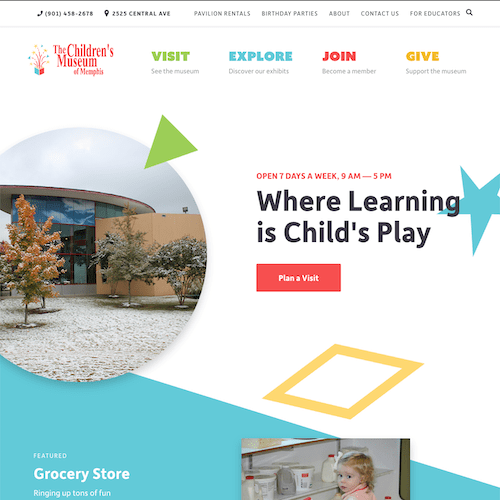 (901) 458-2678 2525 CENTRAL AVE PAVILION RENTALS BIRTHDAY PARTIES ABOUT CONTACT US FOR EDUCATORS
The Children's
Museum
of Memphis
VISIT EXPLORE JOIN GIVE
See the museum Discover our exhibits Become a member Support the museum
OPEN 7 DAYS A WEEK, 9 AM — 5 PM
Where Learning
is Child's Play
Plan a Visit
FEATURED
Grocery Store
Ringing up tons of fun